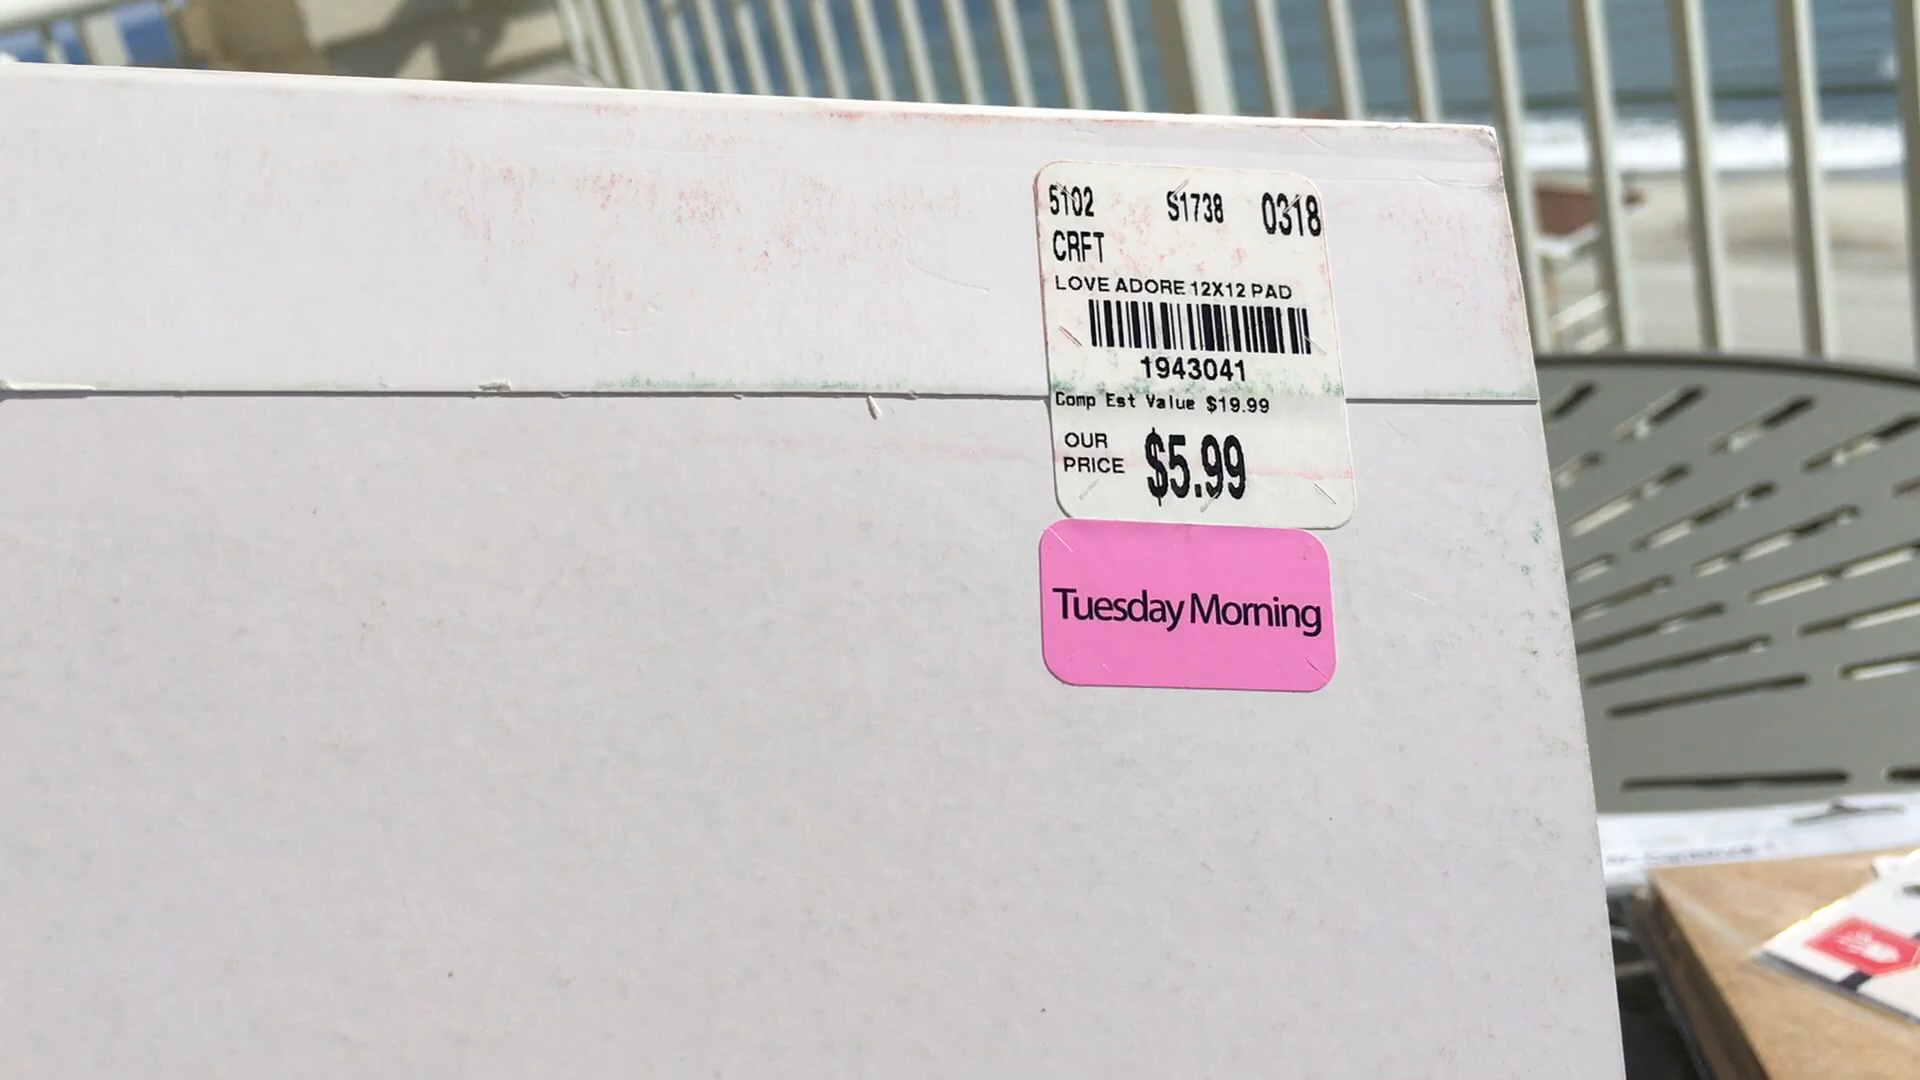 5102 S1738 0318
CRFT
LOVE ADORE 12X12 PAD
1943041
Comp Est Value $19.99
OUR PRICE $5.99
Tuesday Morning